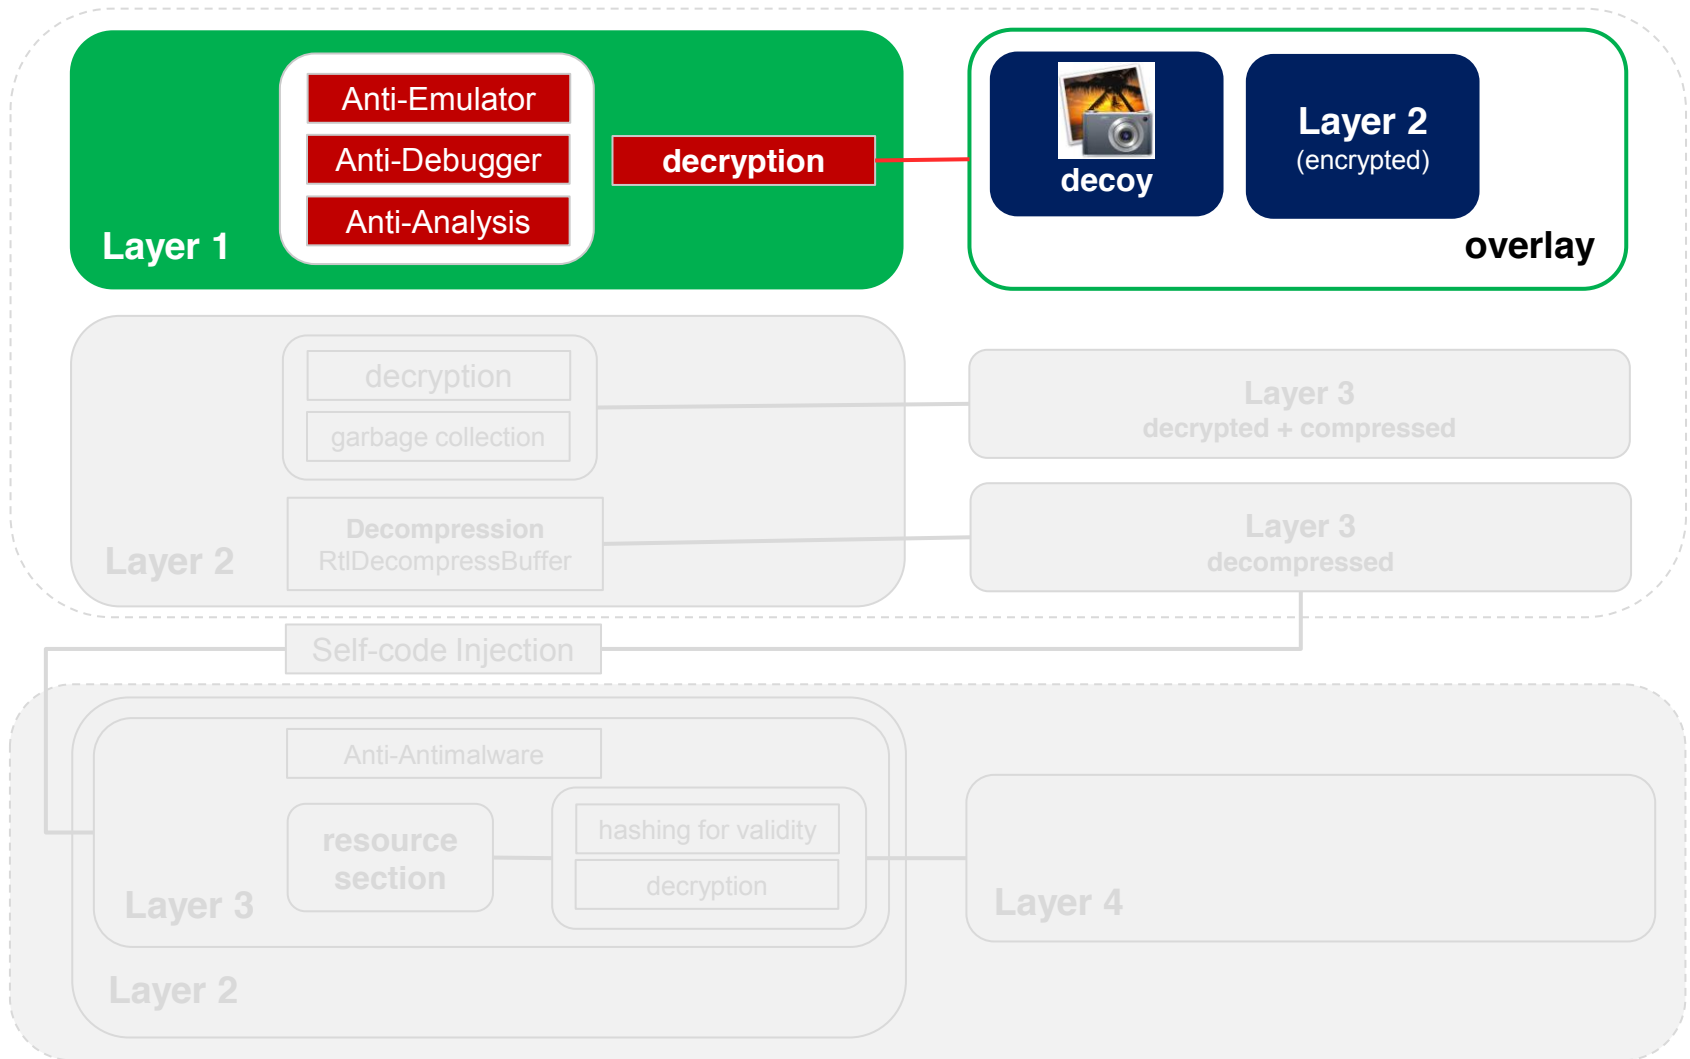 Anti-Emulator
Anti-Debugger
Anti-Analysis
Layer 1
decryption
decoy
Layer 2
(encrypted)
overlay
decryption
garbage collection
Decompression
RtlDecompressBuffer
Layer 2
Layer 3
decrypted + compressed
Layer 3
decompressed
Self-code Injection
Anti-Antimalware
resource
section
hashing for validity
decryption
Layer 3
Layer 4
Layer 2